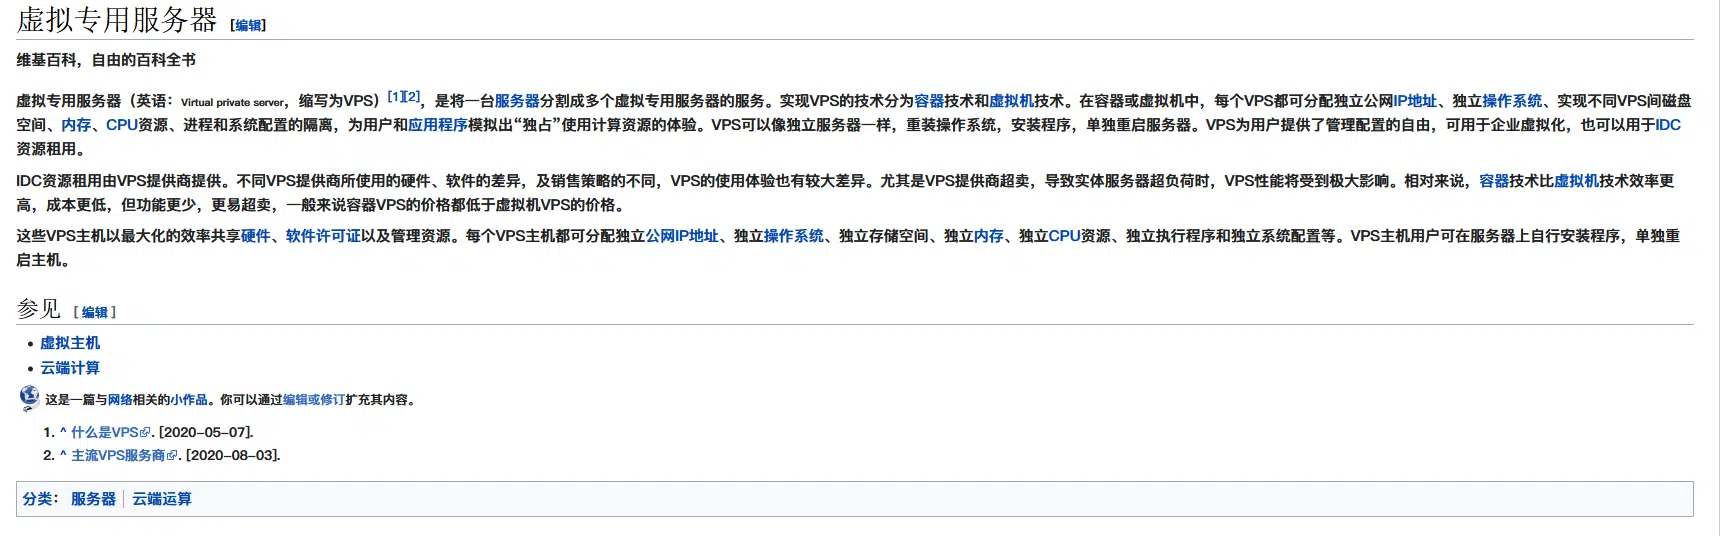 虚拟专用服务器 [编辑]
维基百科，自由的百科全书
虚拟专用服务器（英语：Virtual private server，缩写为VPS）[1][2]，是将一台服务器分割成多个虚拟专用服务器的服务。实现VPS的技术分为容器技术和虚拟机技术。在容器或虚拟机中，每个VPS都可分配独立公网IP地址、独立操作系统、实现不同VPS间磁盘
空间、内存、CPU资源、进程和系统配置的隔离，为用户和应用程序模拟出“独占”使用计算资源的体验。VPS可以像独立服务器一样，重装操作系统，安装程序，单独重启服务器。VPS为用户提供了管理配置的自由，可用于企业虚拟化，也可以用于IDC
资源租用。
IDC资源租用由VPS提供商提供。不同VPS提供商所使用的硬件、软件的差异，及销售策略的不同，VPS的使用体验也有较大差异。尤其是VPS提供商超卖，导致实体服务器超负荷时，VPS性能将受到极大影响。相对来说，容器技术比虚拟机技术效率更
高，成本更低，但功能更少，更易超卖，一般来说容器VPS的价格都低于虚拟机VPS的价格。
这些VPS主机以最大化的效率共享硬件、软件许可证以及管理资源。每个VPS主机都可分配独立公网IP地址、独立操作系统、独立存储空间、独立内存、独立CPU资源、独立执行程序和独立系统配置等。VPS主机用户可在服务器上自行安装程序，单独重
启主机。
参见 [ 编辑 ]
• 虚拟主机
• 云端计算
这是一篇与网络相关的小作品。你可以通过编辑或修订扩充其内容。
1. ^ 什么是VPS. [2020-05-07].
2. ^ 主流VPS服务商. [2020-08-03].
分类： 服务器 | 云端运算